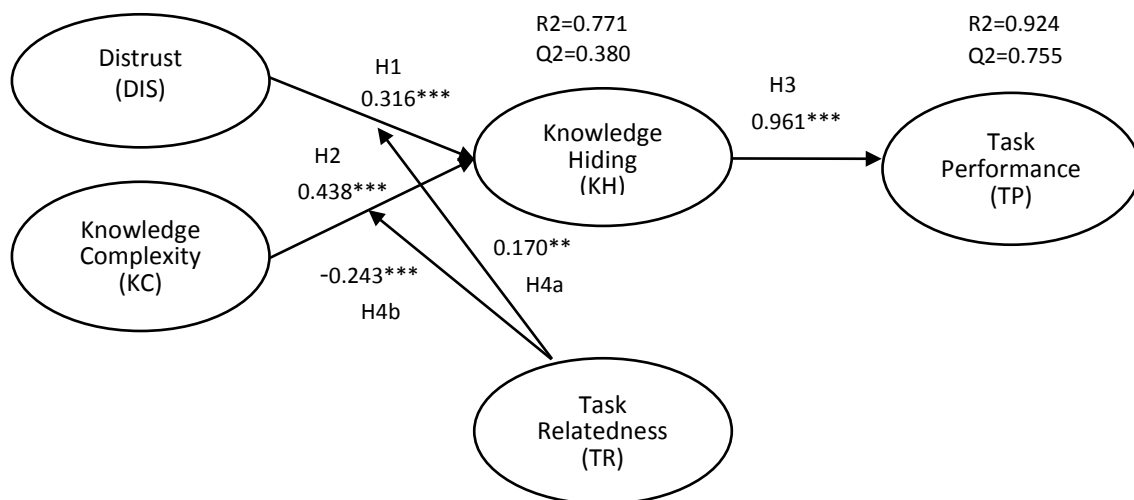 R2=0.771
Q2=0.380
R2=0.924
Q2=0.755
Distrust
(DIS)
H1
0.316***
H3
0.961***
Knowledge
Hiding
(KH)
Task
Performance
(TP)
H2
0.438***
Knowledge
Complexity
(KC)
0.170**
H4a
-0.243***
H4b
Task
Relatedness
(TR)